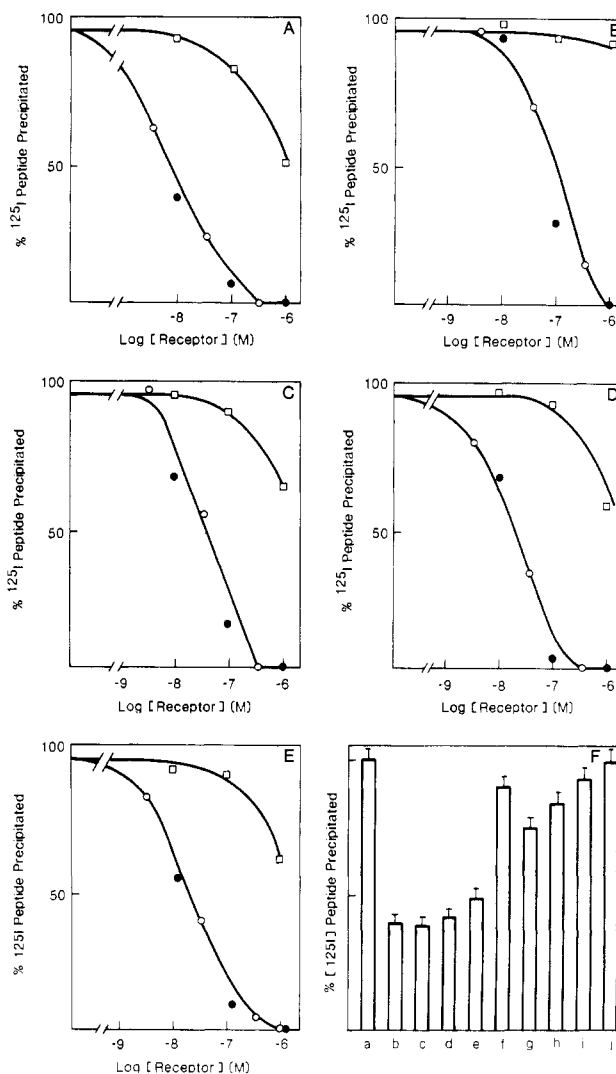 A
100
50
% ¹²⁵I Peptide Precipitated
-8 -7 -6
Log [Receptor] (M)
B
100
50
% ¹²⁵I Peptide Precipitated
-9 -8 -7 -6
Log [Receptor] (M)
C
100
50
% ¹²⁵I Peptide Precipitated
-9 -8 -7 -6
Log [Receptor] (M)
D
100
50
% ¹²⁵I Peptide Precipitated
-9 -8 -7 -6
Log [Receptor] (M)
E
100
50
% 125I Peptide Precipitated
-9 -8 -7 -6
Log [Receptor] (M)
F
% [125I] Peptide Precipitated
a b c d e f g h i j